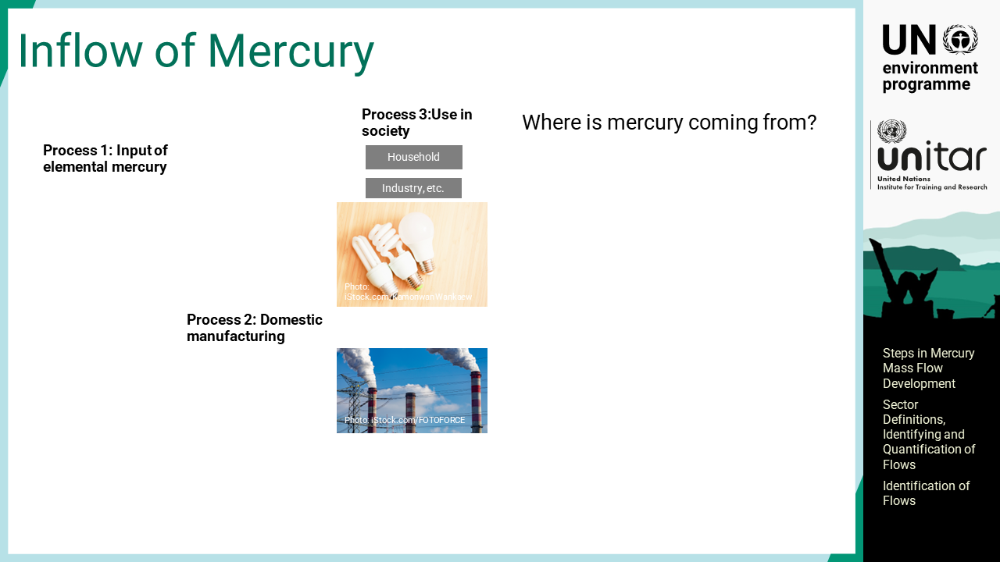 Inflow of Mercury
Process 1: Input of
elemental mercury
Process 3:Use in
society
Household
Industry, etc.
Photo:
iStock.com/KamonwanWankaew
Process 2: Domestic
manufacturing
Photo: iStock.com/FOTOFORCE
Where is mercury coming from?
UN
environment
programme
unitar
United Nations
Institute for Training and Research
Steps in Mercury
Mass Flow
Development
Sector
Definitions,
Identifying and
Quantification of
Flows
Identification of
Flows